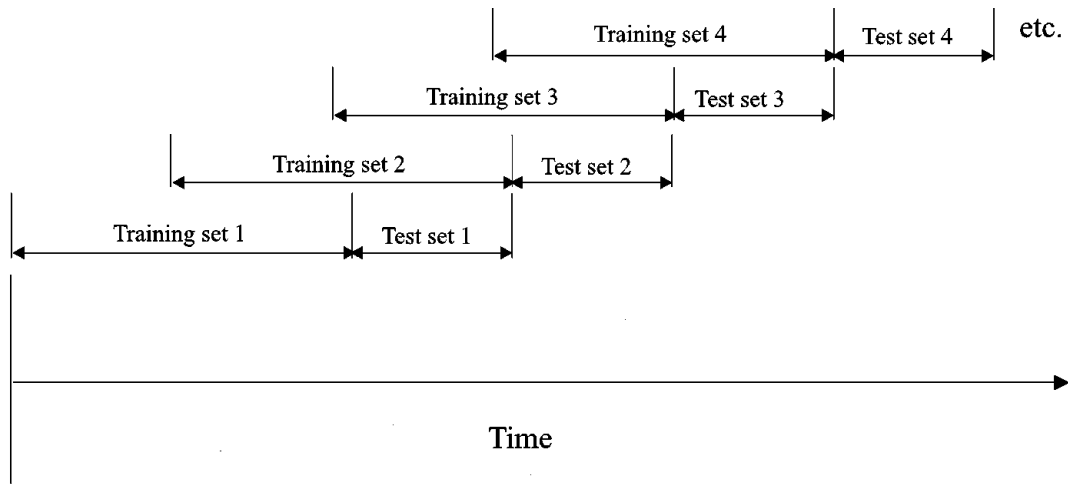 Training set 4
Test set 4
etc.
Training set 3
Test set 3
Training set 2
Test set 2
Training set 1
Test set 1
Time